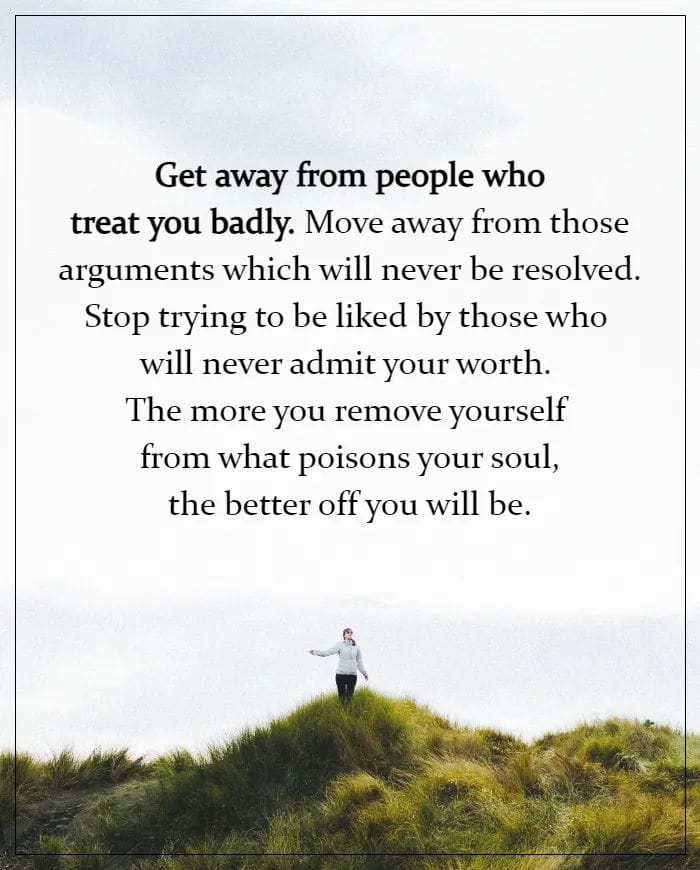 Get away from people who
treat you badly. Move away from those
arguments which will never be resolved.
Stop trying to be liked by those who
will never admit your worth.
The more you remove yourself
from what poisons your soul,
the better off you will be.